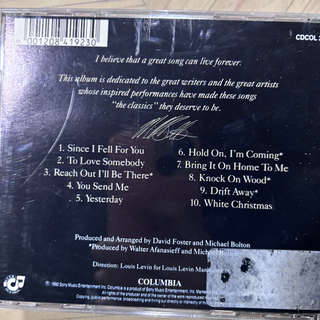 6001208419230
CDCOL
I believe that a great song can live forever.
This album is dedicated to the great writers and the great artists
whose inspired performances have made these songs
"the classics" they deserve to be.
1. Since I Fell For You
2. To Love Somebody
3. Reach Out I'll Be There*
4. You Send Me
5. Yesterday
6. Hold On, I'm Coming*
7. Bring It On Home To Me
8. Knock On Wood*
9. Drift Away*
10. White Christmas
Produced and Arranged by David Foster and Michael Bolton
*Produced by Walter Afanasieff and Michael
Direction: Louis Levin for Louis Levin
COLUMBIA